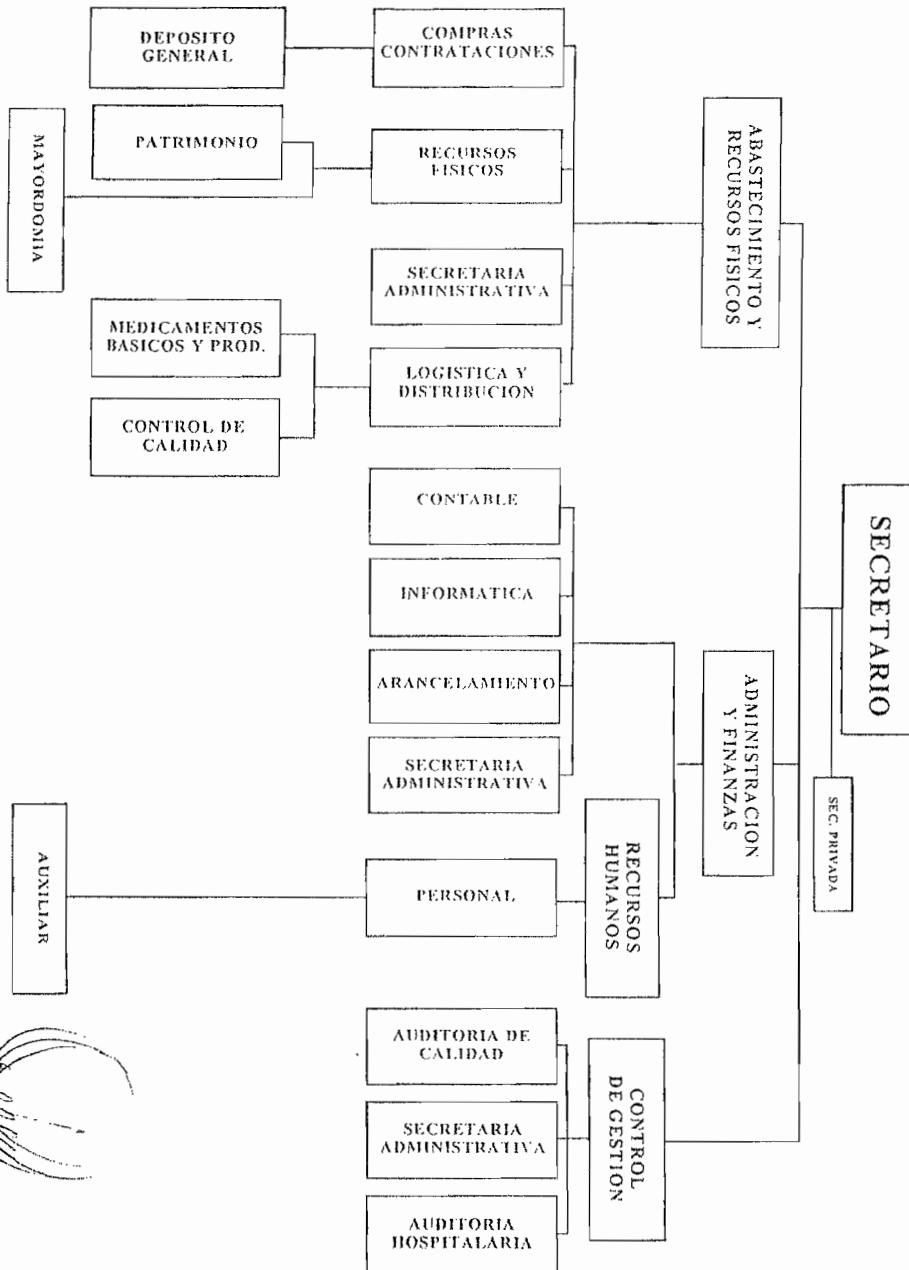 SECRETARIO
SEC. PRIVADA
ABASTECIMIENTO Y
RECURSOS FISICOS
ADMINISTRACION
Y FINANZAS
RECURSOS
HUMANOS
CONTROL
DE GESTION
COMPRAS
CONTRATACIONES
RECURSOS
FISICOS
SECRETARIA
ADMINISTRATIVA
LOGISTICA Y
DISTRIBUCION
CONTABLE
INFORMATICA
ARANCELAMIENTO
SECRETARIA
ADMINISTRATIVA
PERSONAL
AUDITORIA DE
CALIDAD
SECRETARIA
ADMINISTRATIVA
AUDITORIA
HOSPITALARIA
DEPOSITO
GENERAL
PATRIMONIO
MEDICAMENTOS
BASICOS Y PROD.
CONTROL DE
CALIDAD
MAYORDOMIA
AUXILIAR